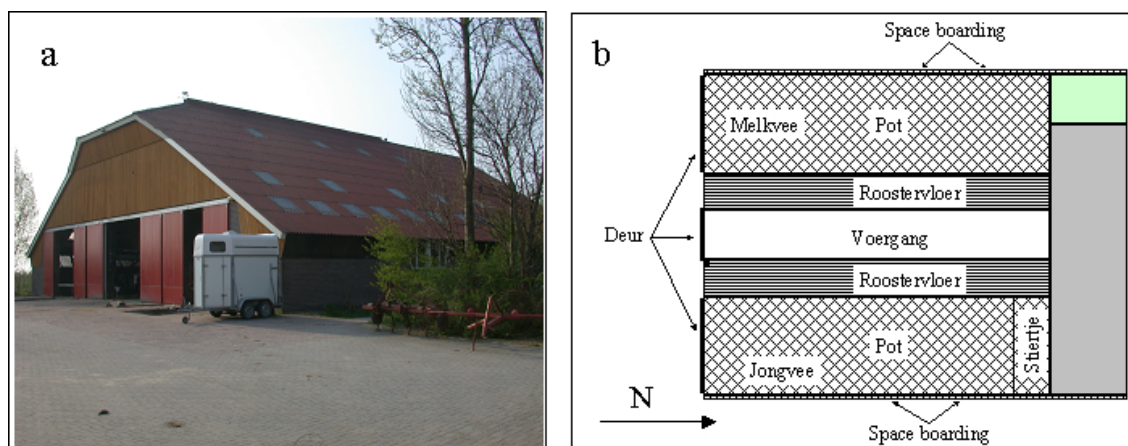 a
b
Space boarding
Melkvee
Pot
Roostervloer
Deur
Voergang
Roostervloer
Pot
Stiertje
Jongvee
N
Space boarding